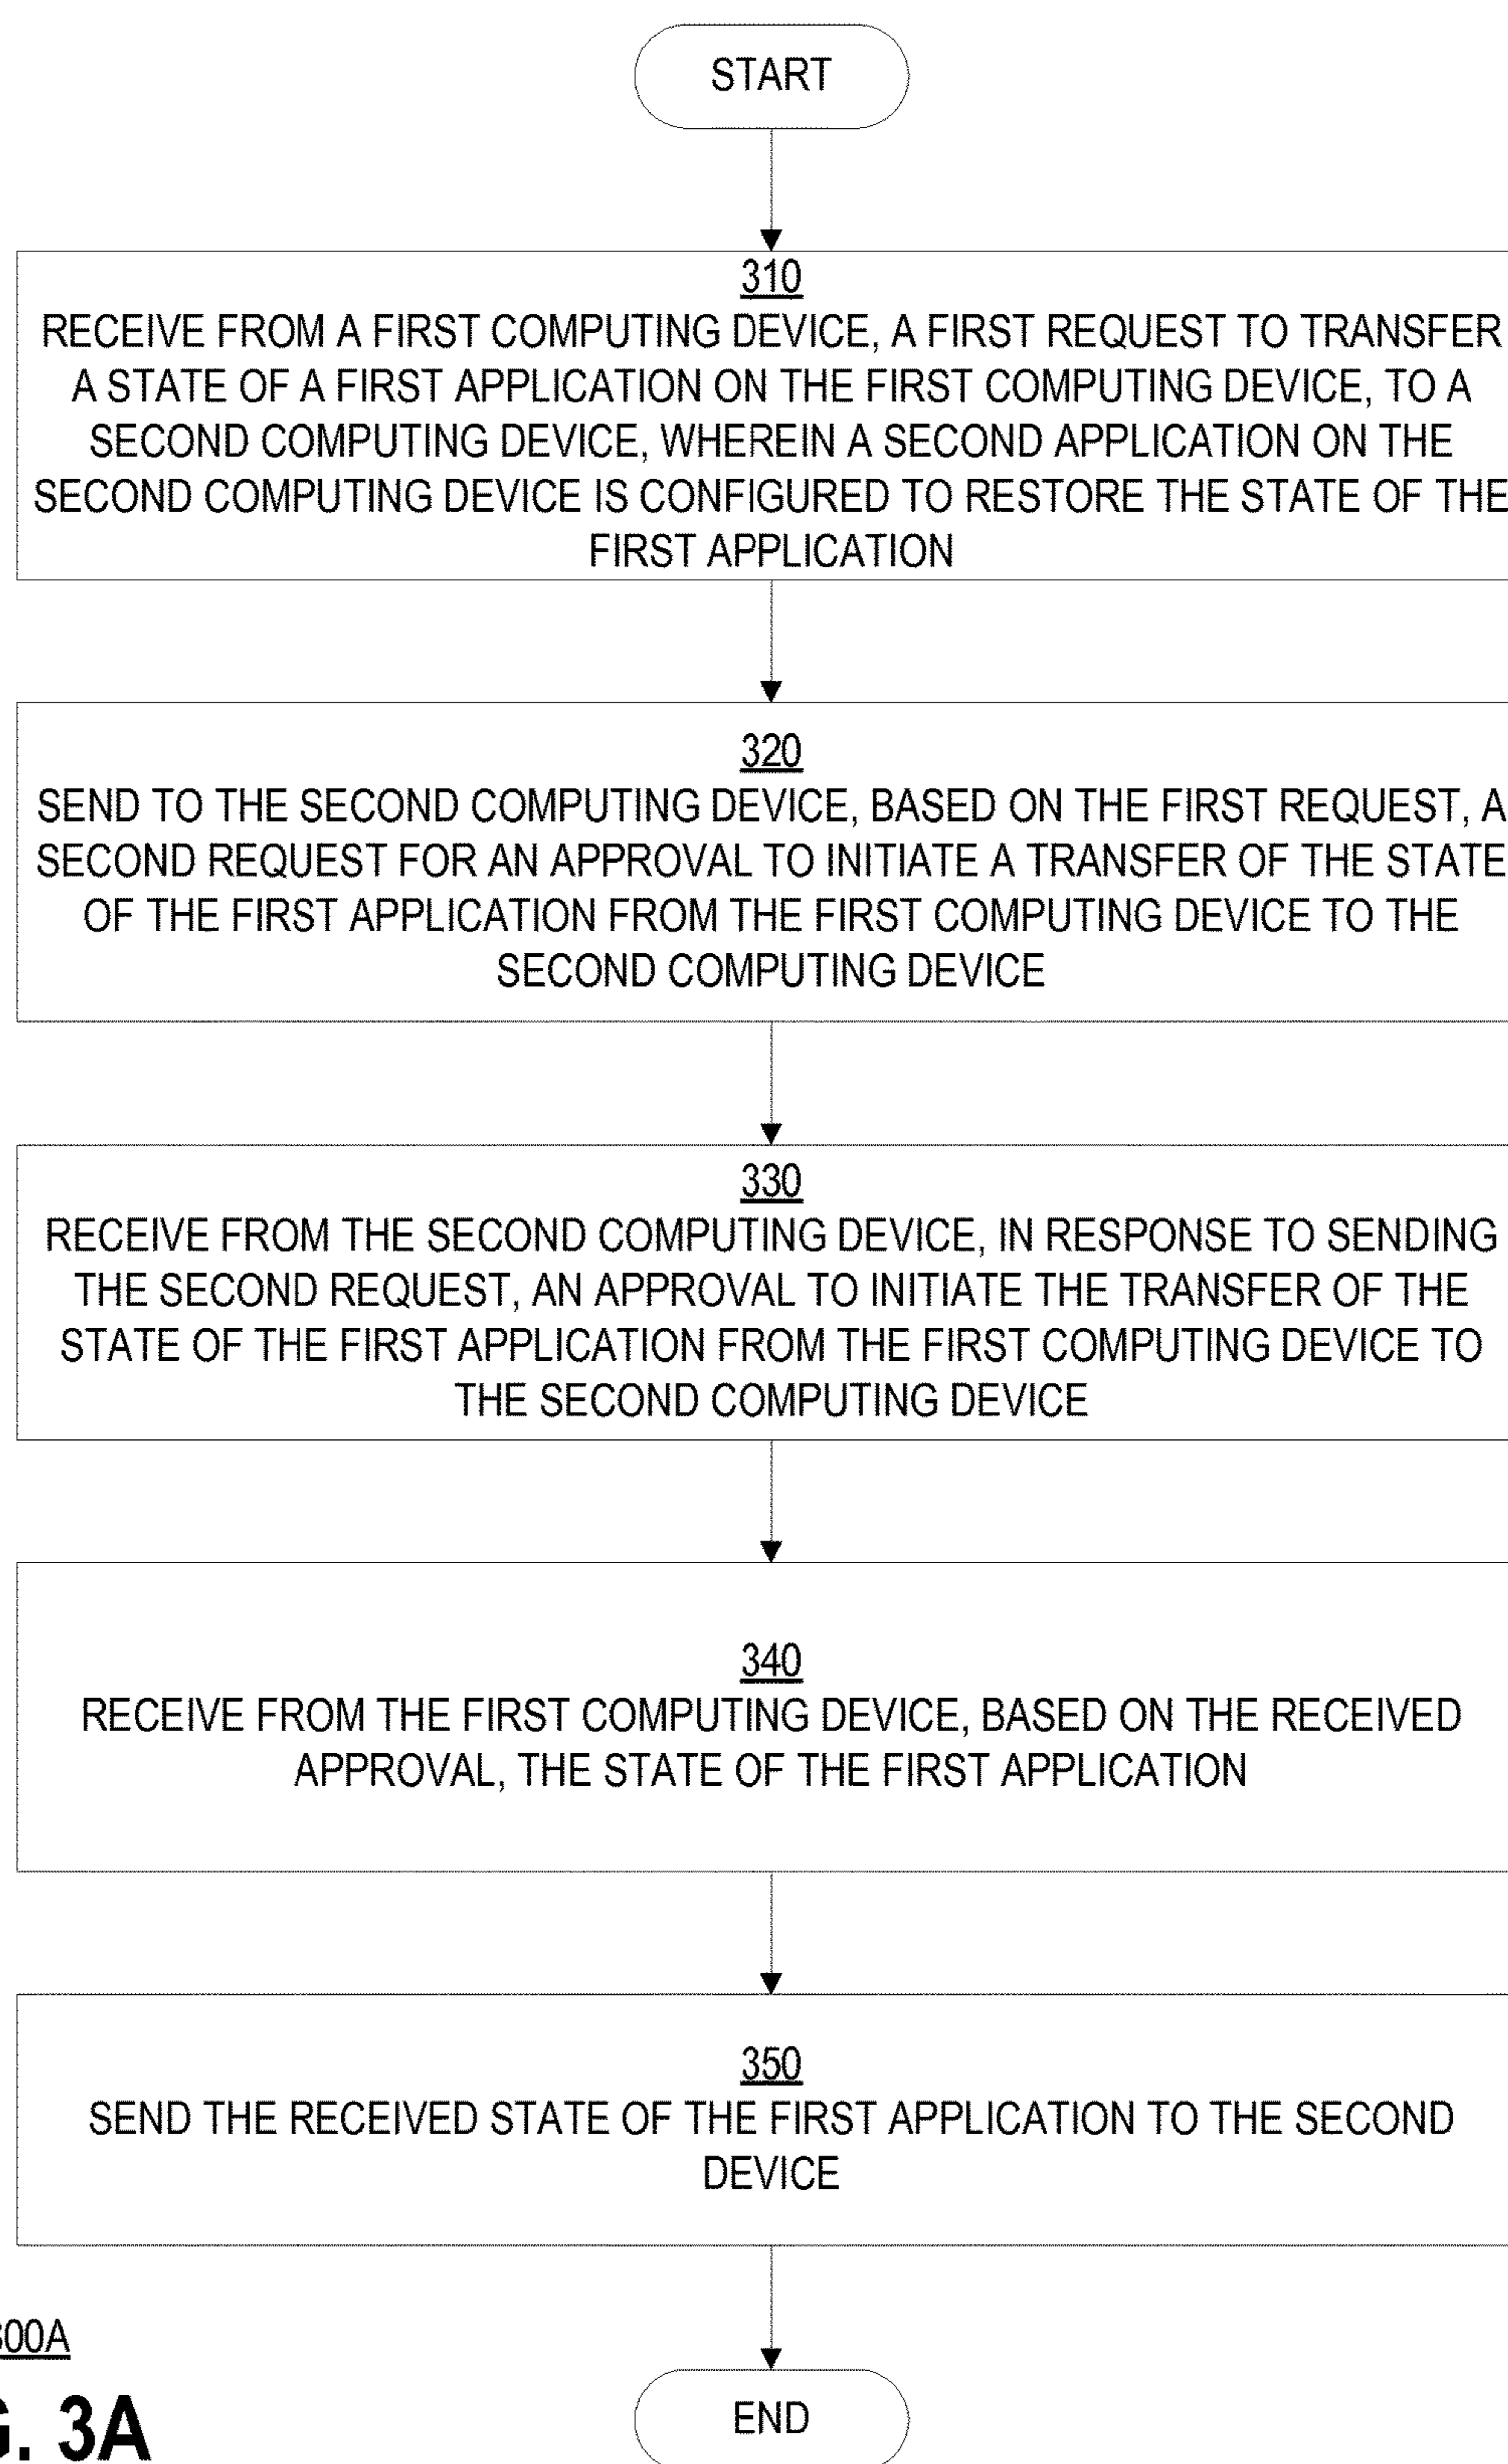 START
310
RECEIVE FROM A FIRST COMPUTING DEVICE, A FIRST REQUEST TO TRANSFER
A STATE OF A FIRST APPLICATION ON THE FIRST COMPUTING DEVICE, TO A
SECOND COMPUTING DEVICE, WHEREIN A SECOND APPLICATION ON THE
SECOND COMPUTING DEVICE IS CONFIGURED TO RESTORE THE STATE OF THE
FIRST APPLICATION
320
SEND TO THE SECOND COMPUTING DEVICE, BASED ON THE FIRST REQUEST, A
SECOND REQUEST FOR AN APPROVAL TO INITIATE A TRANSFER OF THE STATE
OF THE FIRST APPLICATION FROM THE FIRST COMPUTING DEVICE TO THE
SECOND COMPUTING DEVICE
330
RECEIVE FROM THE SECOND COMPUTING DEVICE, IN RESPONSE TO SENDING
THE SECOND REQUEST, AN APPROVAL TO INITIATE THE TRANSFER OF THE
STATE OF THE FIRST APPLICATION FROM THE FIRST COMPUTING DEVICE TO
THE SECOND COMPUTING DEVICE
340
RECEIVE FROM THE FIRST COMPUTING DEVICE, BASED ON THE RECEIVED
APPROVAL, THE STATE OF THE FIRST APPLICATION
350
SEND THE RECEIVED STATE OF THE FIRST APPLICATION TO THE SECOND
DEVICE
END
300A
G. 3A